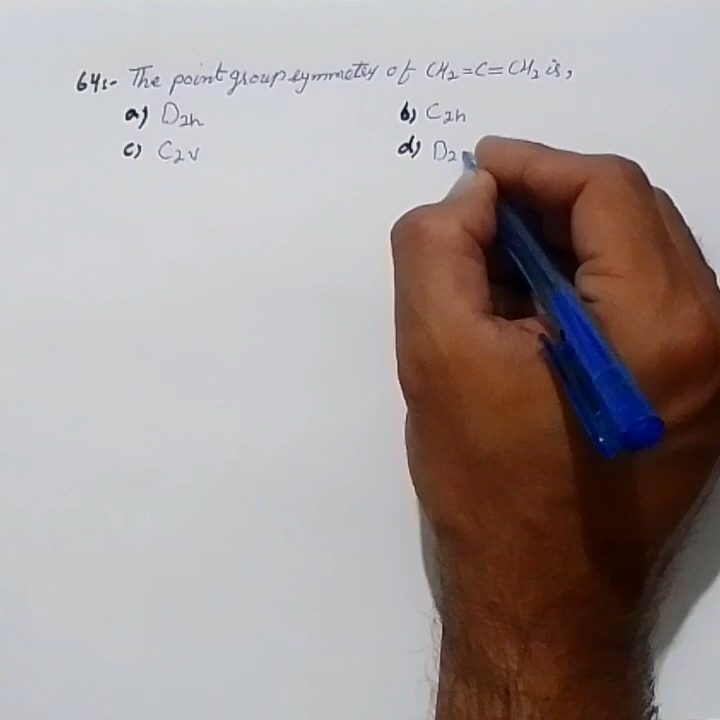 64:- The point group symmetry of CH2=C=CH2 is,
a) D2h b) C2h
c) C2v d) D2